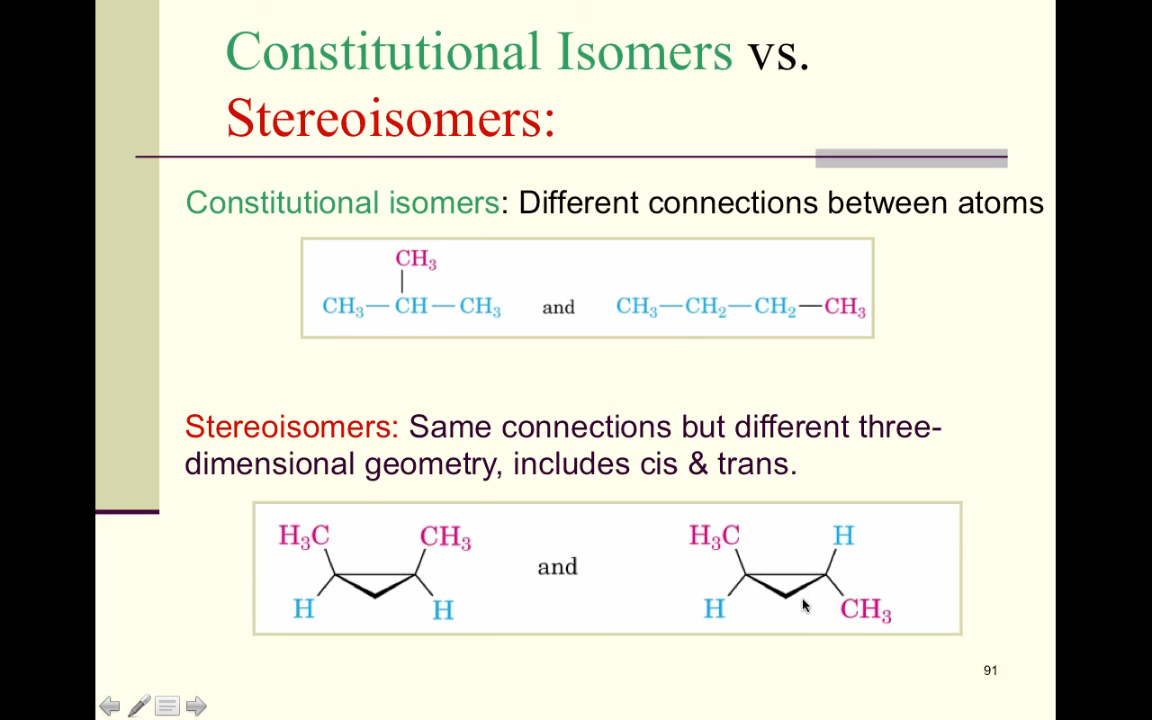 Constitutional Isomers vs.
Stereoisomers:
Constitutional isomers: Different connections between atoms
CH₃
CH₃—CH—CH₃ and CH₃—CH₂—CH₂—CH₃
Stereoisomers: Same connections but different three-
dimensional geometry, includes cis & trans.
H₃C CH₃ H₃C H
and
H H H CH₃
91